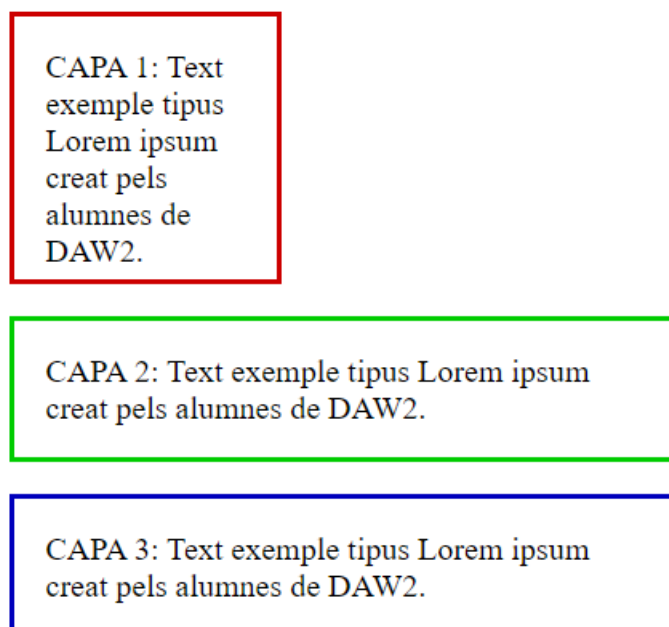 CAPA 1: Text
exemple tipus
Lorem ipsum
creat pels
alumnes de
DAW2.
CAPA 2: Text exemple tipus Lorem ipsum
creat pels alumnes de DAW2.
CAPA 3: Text exemple tipus Lorem ipsum
creat pels alumnes de DAW2.